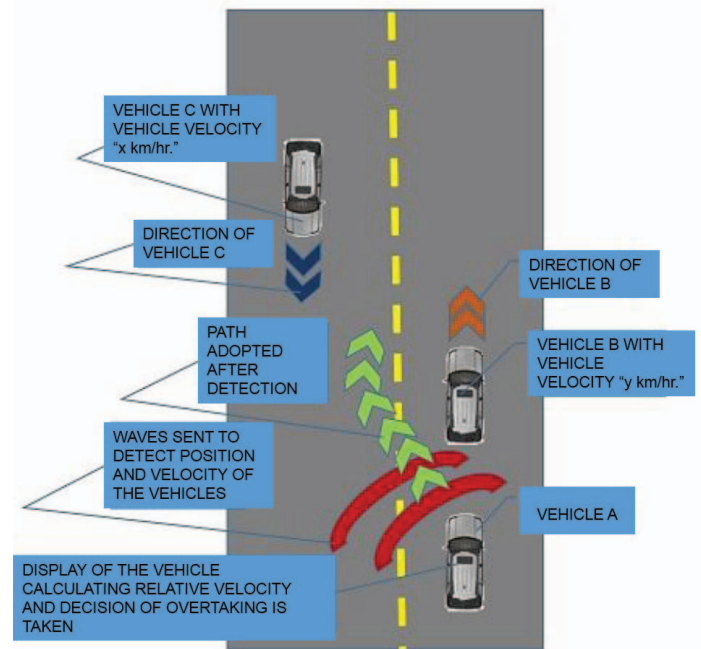 VEHICLE C WITH
VEHICLE VELOCITY
“x km/hr.”
DIRECTION OF
VEHICLE C
DIRECTION OF
VEHICLE B
PATH
ADOPTED
AFTER
DETECTION
VEHICLE B WITH
VEHICLE
VELOCITY “y km/hr.”
WAVES SENT TO
DETECT POSITION
AND VELOCITY OF
THE VEHICLES
VEHICLE A
DISPLAY OF THE VEHICLE
CALCULATING RELATIVE VELOCITY
AND DECISION OF OVERTAKING IS
TAKEN